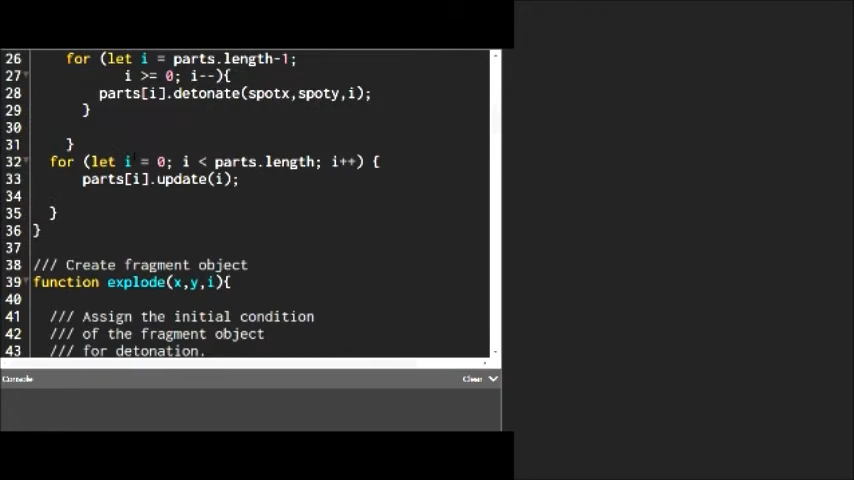 26 for (let i = parts.length-1;
27 i >= 0; i--){
28 parts[i].detonate(spotx,spoty,i);
29 }
30
31 }
32 for (let i = 0; i < parts.length; i++) {
33 parts[i].update(i);
34
35 }
36 }
37
38 /// Create fragment object
39 function explode(x,y,i){
40
41 /// Assign the initial condition
42 /// of the fragment object
43 /// for detonation.
Console Clear